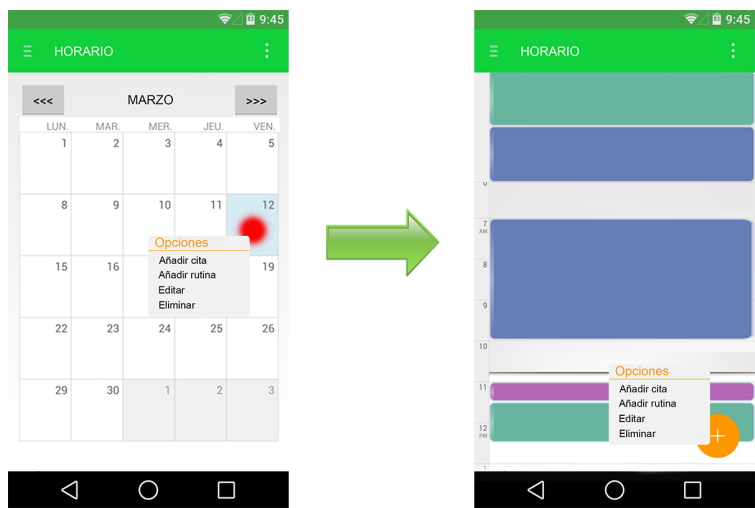 9:45
HORARIO
<<< MARZO >>>
LUN. MAR. MER. JEU. VEN.
1 2 3 4 5
8 9 10 11 12
Opciones
Añadir cita
Añadir rutina
Editar
Eliminar
15 16 19
22 23 24 25 26
29 30 1 2 3
9:45
HORARIO
7
AM
8
9
10
Opciones
11
Añadir cita
Añadir rutina
Editar
12
PM
Eliminar
+